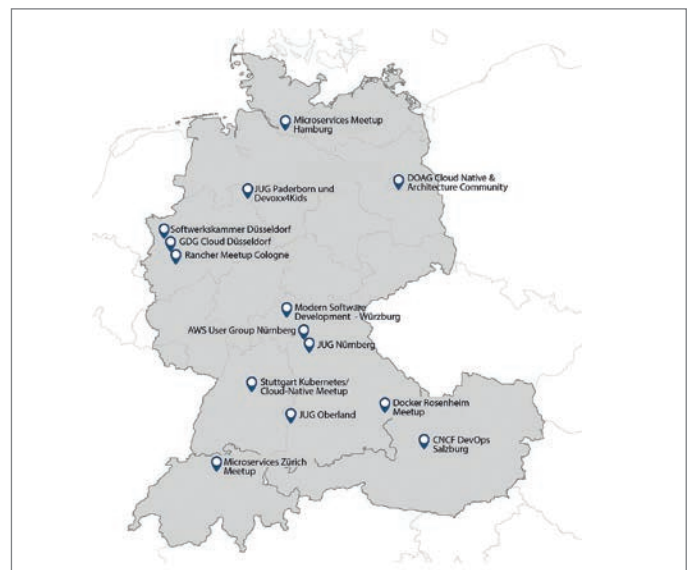 Microservices Meetup
Hamburg
DOAG Cloud Native &
Architecture Community
JUG Paderborn und
Devoxx4Kids
Softwerkskammer Düsseldorf
GDG Cloud Düsseldorf
Rancher Meetup Cologne
Modern Software
Development - Würzburg
AWS User Group Nürnberg
JUG Nürnberg
Stuttgart Kubernetes/
Cloud-Native Meetup
Docker Rosenheim
Meetup
JUG Oberland
CNCF DevOps
Salzburg
Microservices Zürich
Meetup